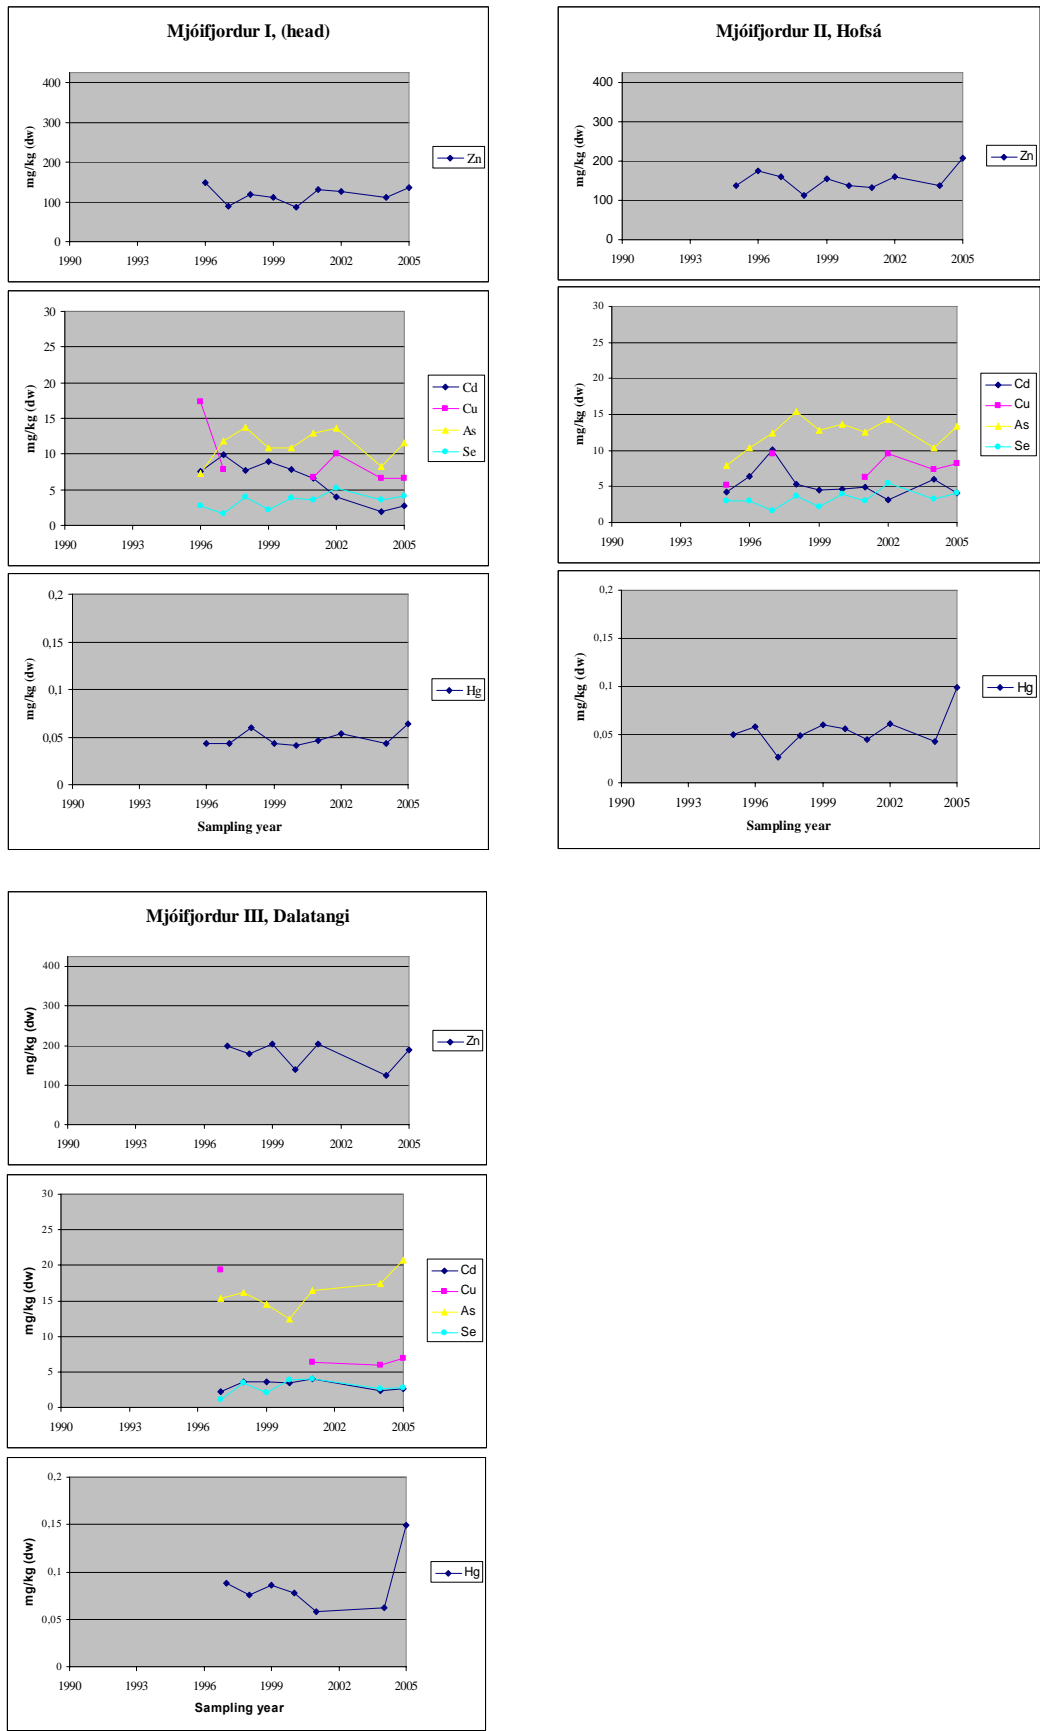 Mjóifjordur I, (head)
mg/kg (dw)
400
300
200
100
0
1990 1993 1996 1999 2002 2005
Zn
mg/kg (dw)
30
25
20
15
10
5
0
1990 1993 1996 1999 2002 2005
Cd
Cu
As
Se
mg/kg (dw)
0,2
0,15
0,1
0,05
0
1990 1993 1996 1999 2002 2005
Sampling year
Hg
Mjóifjordur II, Hofsá
mg/kg (dw)
400
300
200
100
0
1990 1993 1996 1999 2002 2005
Zn
mg/kg (dw)
30
25
20
15
10
5
0
1990 1993 1996 1999 2002 2005
Cd
Cu
As
Se
mg/kg (dw)
0,2
0,15
0,1
0,05
0
1990 1993 1996 1999 2002 2005
Sampling year
Hg
Mjóifjordur III, Dalatangi
mg/kg (dw)
400
300
200
100
0
1990 1993 1996 1999 2002 2005
Zn
mg/kg (dw)
30
25
20
15
10
5
0
1990 1993 1996 1999 2002 2005
Cd
Cu
As
Se
mg/kg (dw)
0,2
0,15
0,1
0,05
0
1990 1993 1996 1999 2002 2005
Sampling year
Hg